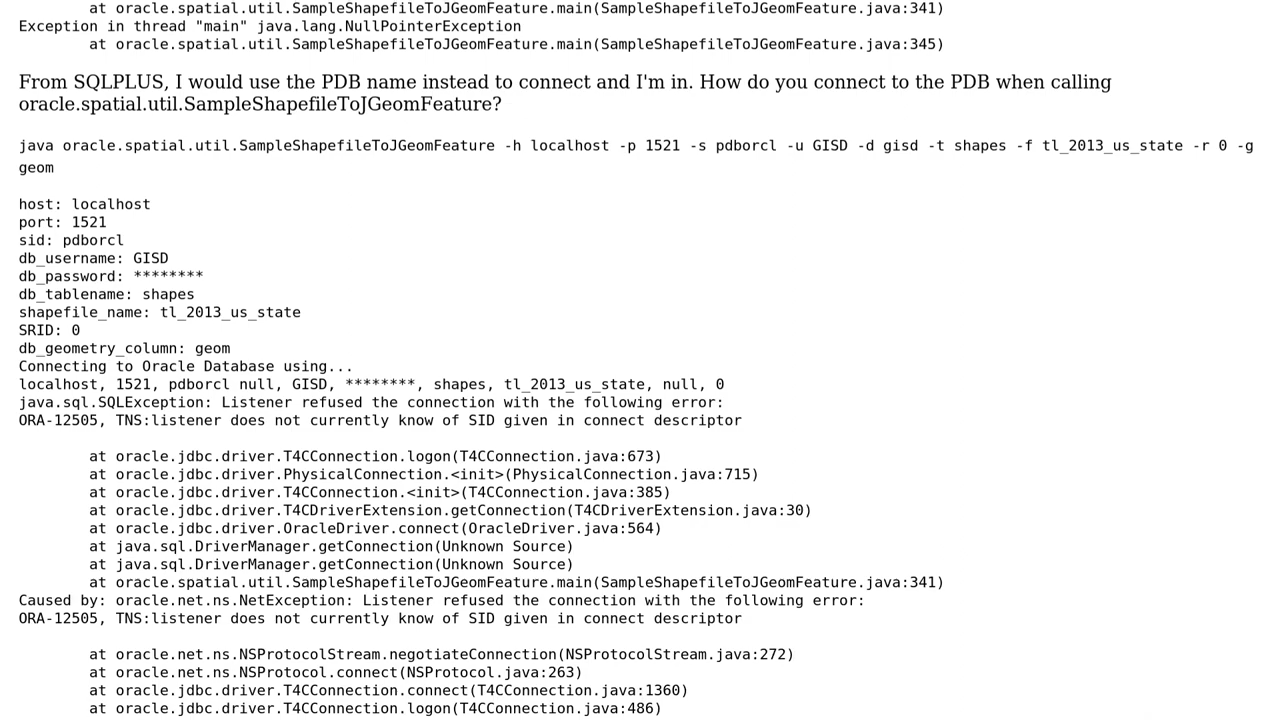 at oracle.spatial.util.SampleShapefileToJGeomFeature.main(SampleShapefileToJGeomFeature.java:341)
Exception in thread "main" java.lang.NullPointerException
at oracle.spatial.util.SampleShapefileToJGeomFeature.main(SampleShapefileToJGeomFeature.java:345)
From SQLPLUS, I would use the PDB name instead to connect and I'm in. How do you connect to the PDB when calling
oracle.spatial.util.SampleShapefileToJGeomFeature?
java oracle.spatial.util.SampleShapefileToJGeomFeature -h localhost -p 1521 -s pdborcl -u GISD -d gisd -t shapes -f tl_2013_us_state -r 0 -g
geom
host: localhost
port: 1521
sid: pdborcl
db_username: GISD
db_password: ********
db_tablename: shapes
shapefile_name: tl_2013_us_state
SRID: 0
db_geometry_column: geom
Connecting to Oracle Database using...
localhost, 1521, pdborcl null, GISD, ********, shapes, tl_2013_us_state, null, 0
java.sql.SQLException: Listener refused the connection with the following error:
ORA-12505, TNS:listener does not currently know of SID given in connect descriptor
at oracle.jdbc.driver.T4CConnection.logon(T4CConnection.java:673)
at oracle.jdbc.driver.PhysicalConnection.<init>(PhysicalConnection.java:715)
at oracle.jdbc.driver.T4CConnection.<init>(T4CConnection.java:385)
at oracle.jdbc.driver.T4CDriverExtension.getConnection(T4CDriverExtension.java:30)
at oracle.jdbc.driver.OracleDriver.connect(OracleDriver.java:564)
at java.sql.DriverManager.getConnection(Unknown Source)
at java.sql.DriverManager.getConnection(Unknown Source)
at oracle.spatial.util.SampleShapefileToJGeomFeature.main(SampleShapefileToJGeomFeature.java:341)
Caused by: oracle.net.ns.NetException: Listener refused the connection with the following error:
ORA-12505, TNS:listener does not currently know of SID given in connect descriptor
at oracle.net.ns.NSProtocolStream.negotiateConnection(NSProtocolStream.java:272)
at oracle.net.ns.NSProtocol.connect(NSProtocol.java:263)
at oracle.jdbc.driver.T4CConnection.connect(T4CConnection.java:1360)
at oracle.jdbc.driver.T4CConnection.logon(T4CConnection.java:486)